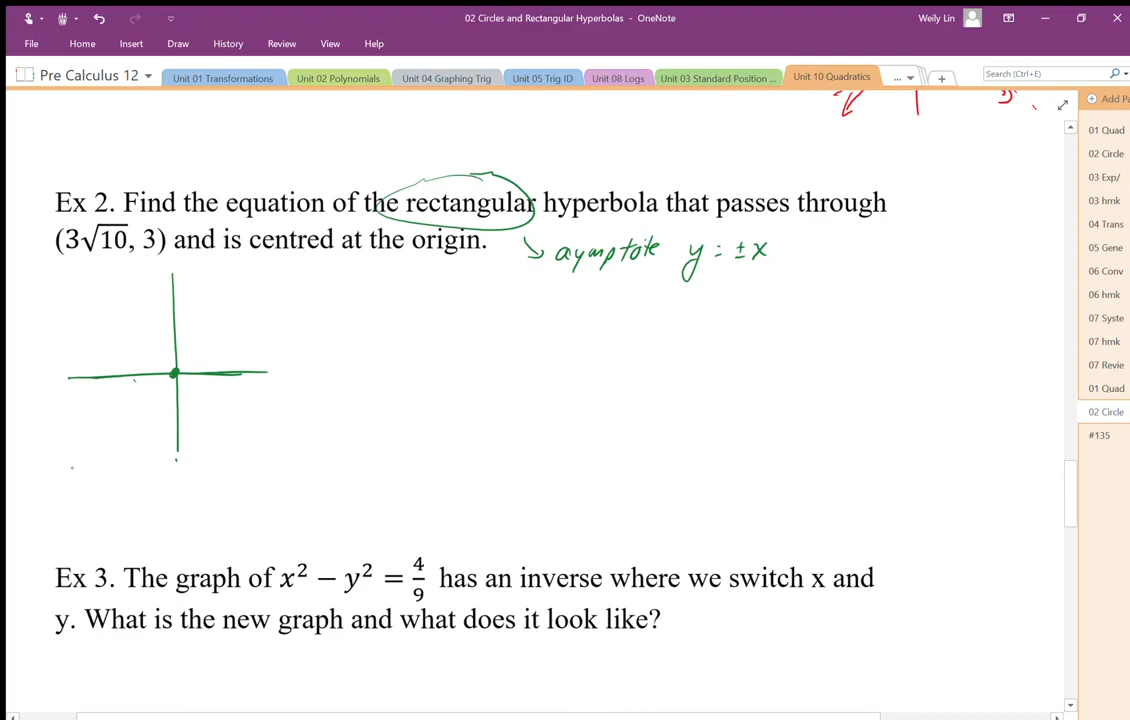 02 Circles and Rectangular Hyperbolas - OneNote
Weily Lin
File Home Insert Draw History Review View Help
Pre Calculus 12
Unit 01 Transformations Unit 02 Polynomials Unit 04 Graphing Trig Unit 05 Trig ID Unit 08 Logs Unit 03 Standard Position ... Unit 10 Quadratics ... +
Search (Ctrl+E)
Add Pa
01 Quad
02 Circle
03 Exp/
03 hmk
04 Trans
05 Gene
06 Conv
06 hmk
07 Syste
07 hmk
07 Revie
01 Quad
02 Circle
#135
Ex 2. Find the equation of the rectangular hyperbola that passes through
(3√10, 3) and is centred at the origin.
asymptote y = ±x
Ex 3. The graph of x² − y² = 4/9 has an inverse where we switch x and
y. What is the new graph and what does it look like?